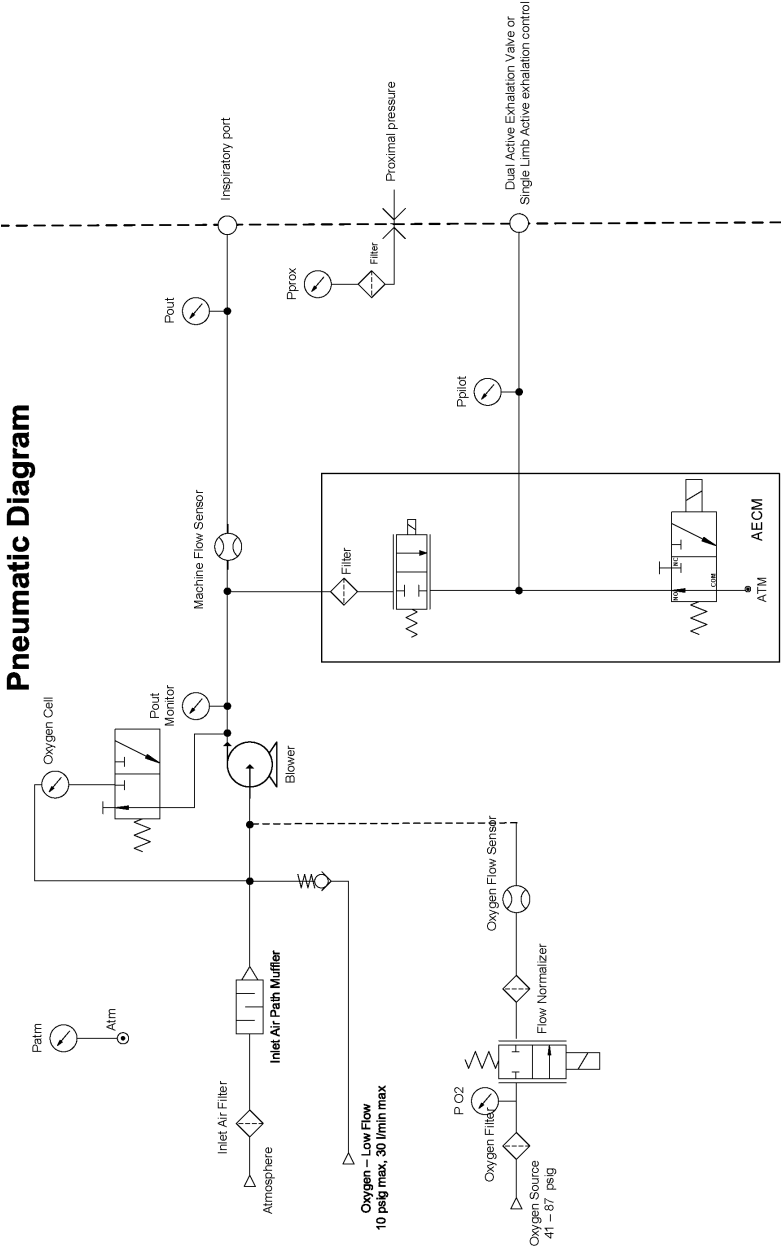 Pneumatic Diagram
Patm
Atm
Oxygen Cell
Pout
Monitor
Machine Flow Sensor
Pout
Inspiratory port
Inlet Air Filter
Atmosphere
Inlet Air Path Muffler
Blower
Filter
Pprox
Filter
Proximal pressure
Oxygen – Low Flow
10 psig max, 30 l/min max
P O2
Oxygen Filter
Oxygen Source
41 – 87 psig
Flow Normalizer
Oxygen Flow Sensor
Ppilot
Dual Active Exhalation Valve or
Single Limb Active exhalation control
NO
NC
COM
ATM
AECM